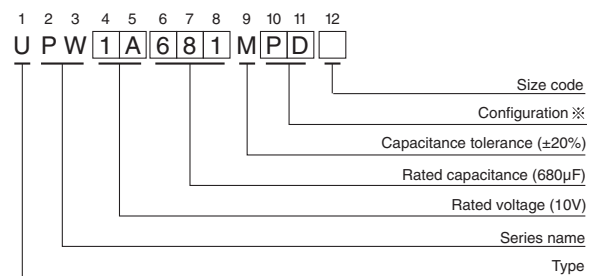 1 2 3 4 5 6 7 8 9 10 11 12
U P W 1 A 6 8 1 M P D
Size code
Configuration ※
Capacitance tolerance (±20%)
Rated capacitance (680µF)
Rated voltage (10V)
Series name
Type